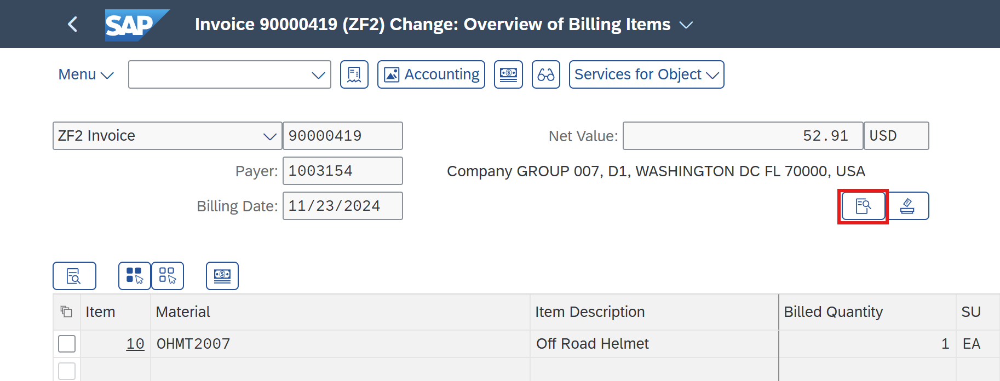 SAP Invoice 90000419 (ZF2) Change: Overview of Billing Items
Menu Accounting Services for Object
ZF2 Invoice 90000419 Net Value: 52.91 USD
Payer: 1003154 Company GROUP 007, D1, WASHINGTON DC FL 70000, USA
Billing Date: 11/23/2024
Item Material Item Description Billed Quantity SU
10 OHMT2007 Off Road Helmet 1 EA